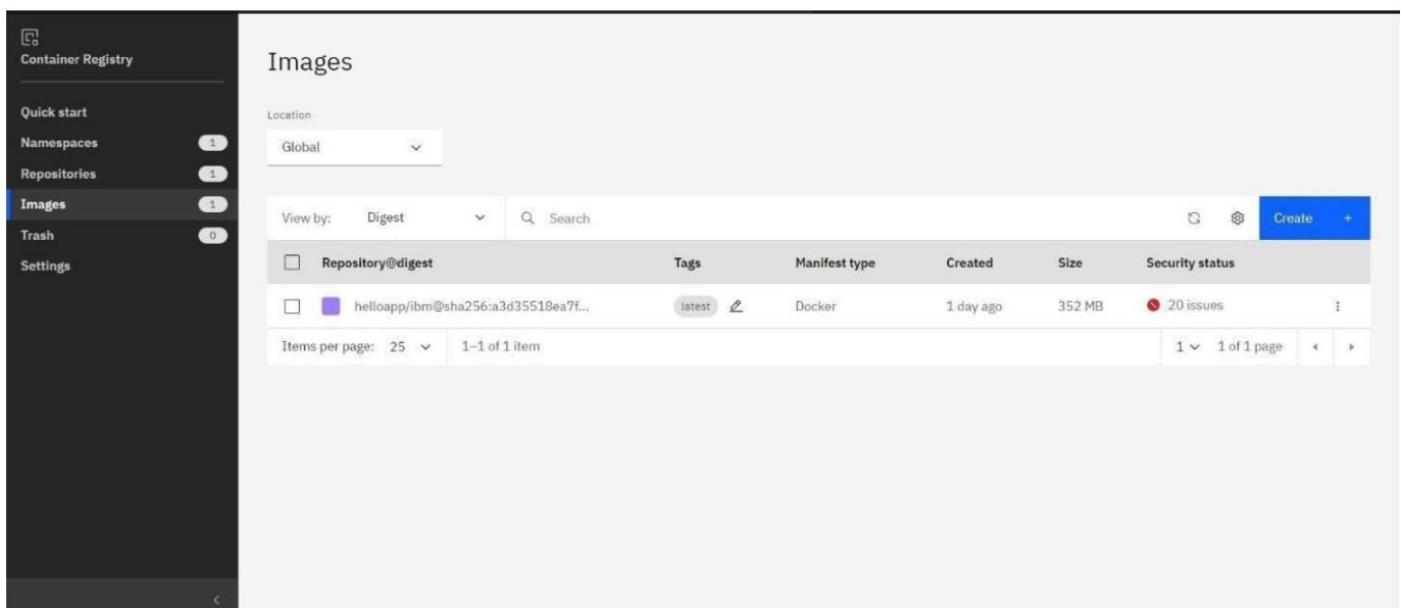 Container Registry
Quick start
Namespaces 1
Repositories 1
Images 1
Trash 0
Settings
Images
Location
Global
View by: Digest Search Create +
Repository@digest Tags Manifest type Created Size Security status
helloapp/ibm@sha256:a3d35518ea7f... latest Docker 1 day ago 352 MB 20 issues
Items per page: 25 1–1 of 1 item 1 1 of 1 page